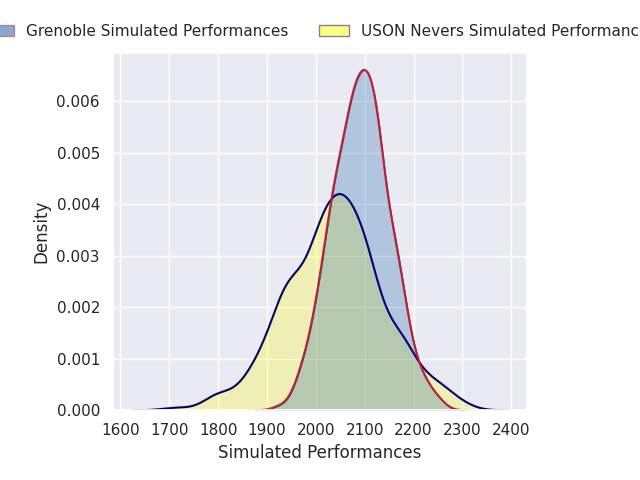 Grenoble Simulated Performances
USON Nevers Simulated Performanc
0.006
0.005
0.004
0.003
0.002
0.001
0.000
Density
1600 1700 1800 1900 2000 2100 2200 2300 2400
Simulated Performances